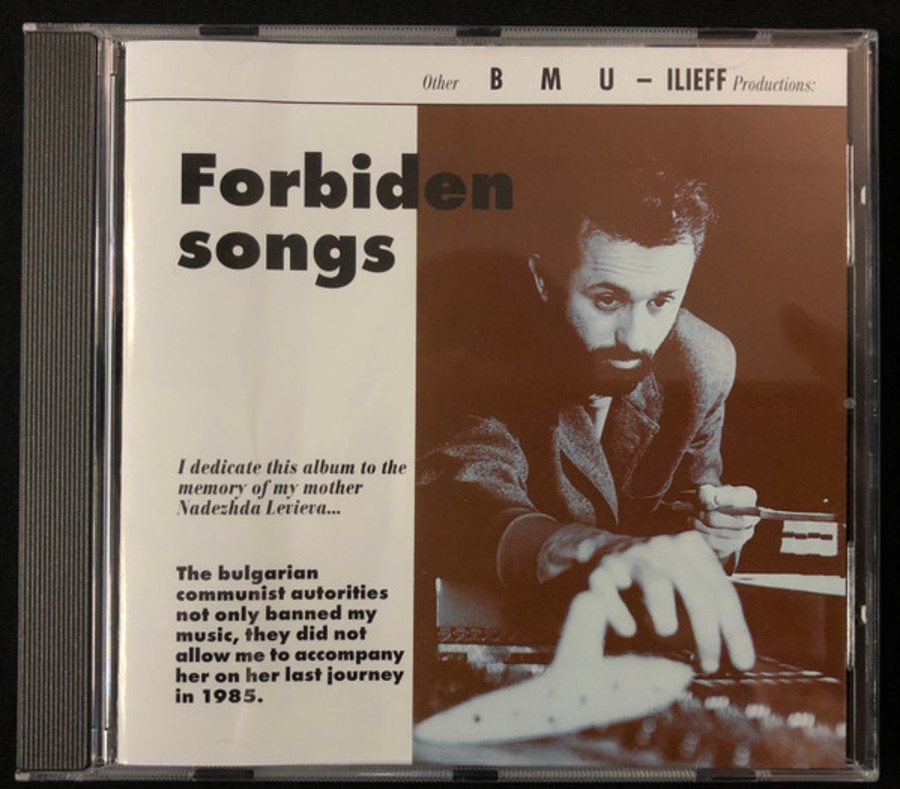 Other B M U – ILIEFF Productions:
Forbiden
songs
I dedicate this album to the
memory of my mother
Nadezhda Levieva...
The bulgarian
communist autorities
not only banned my
music, they did not
allow me to accompany
her on her last journey
in 1985.